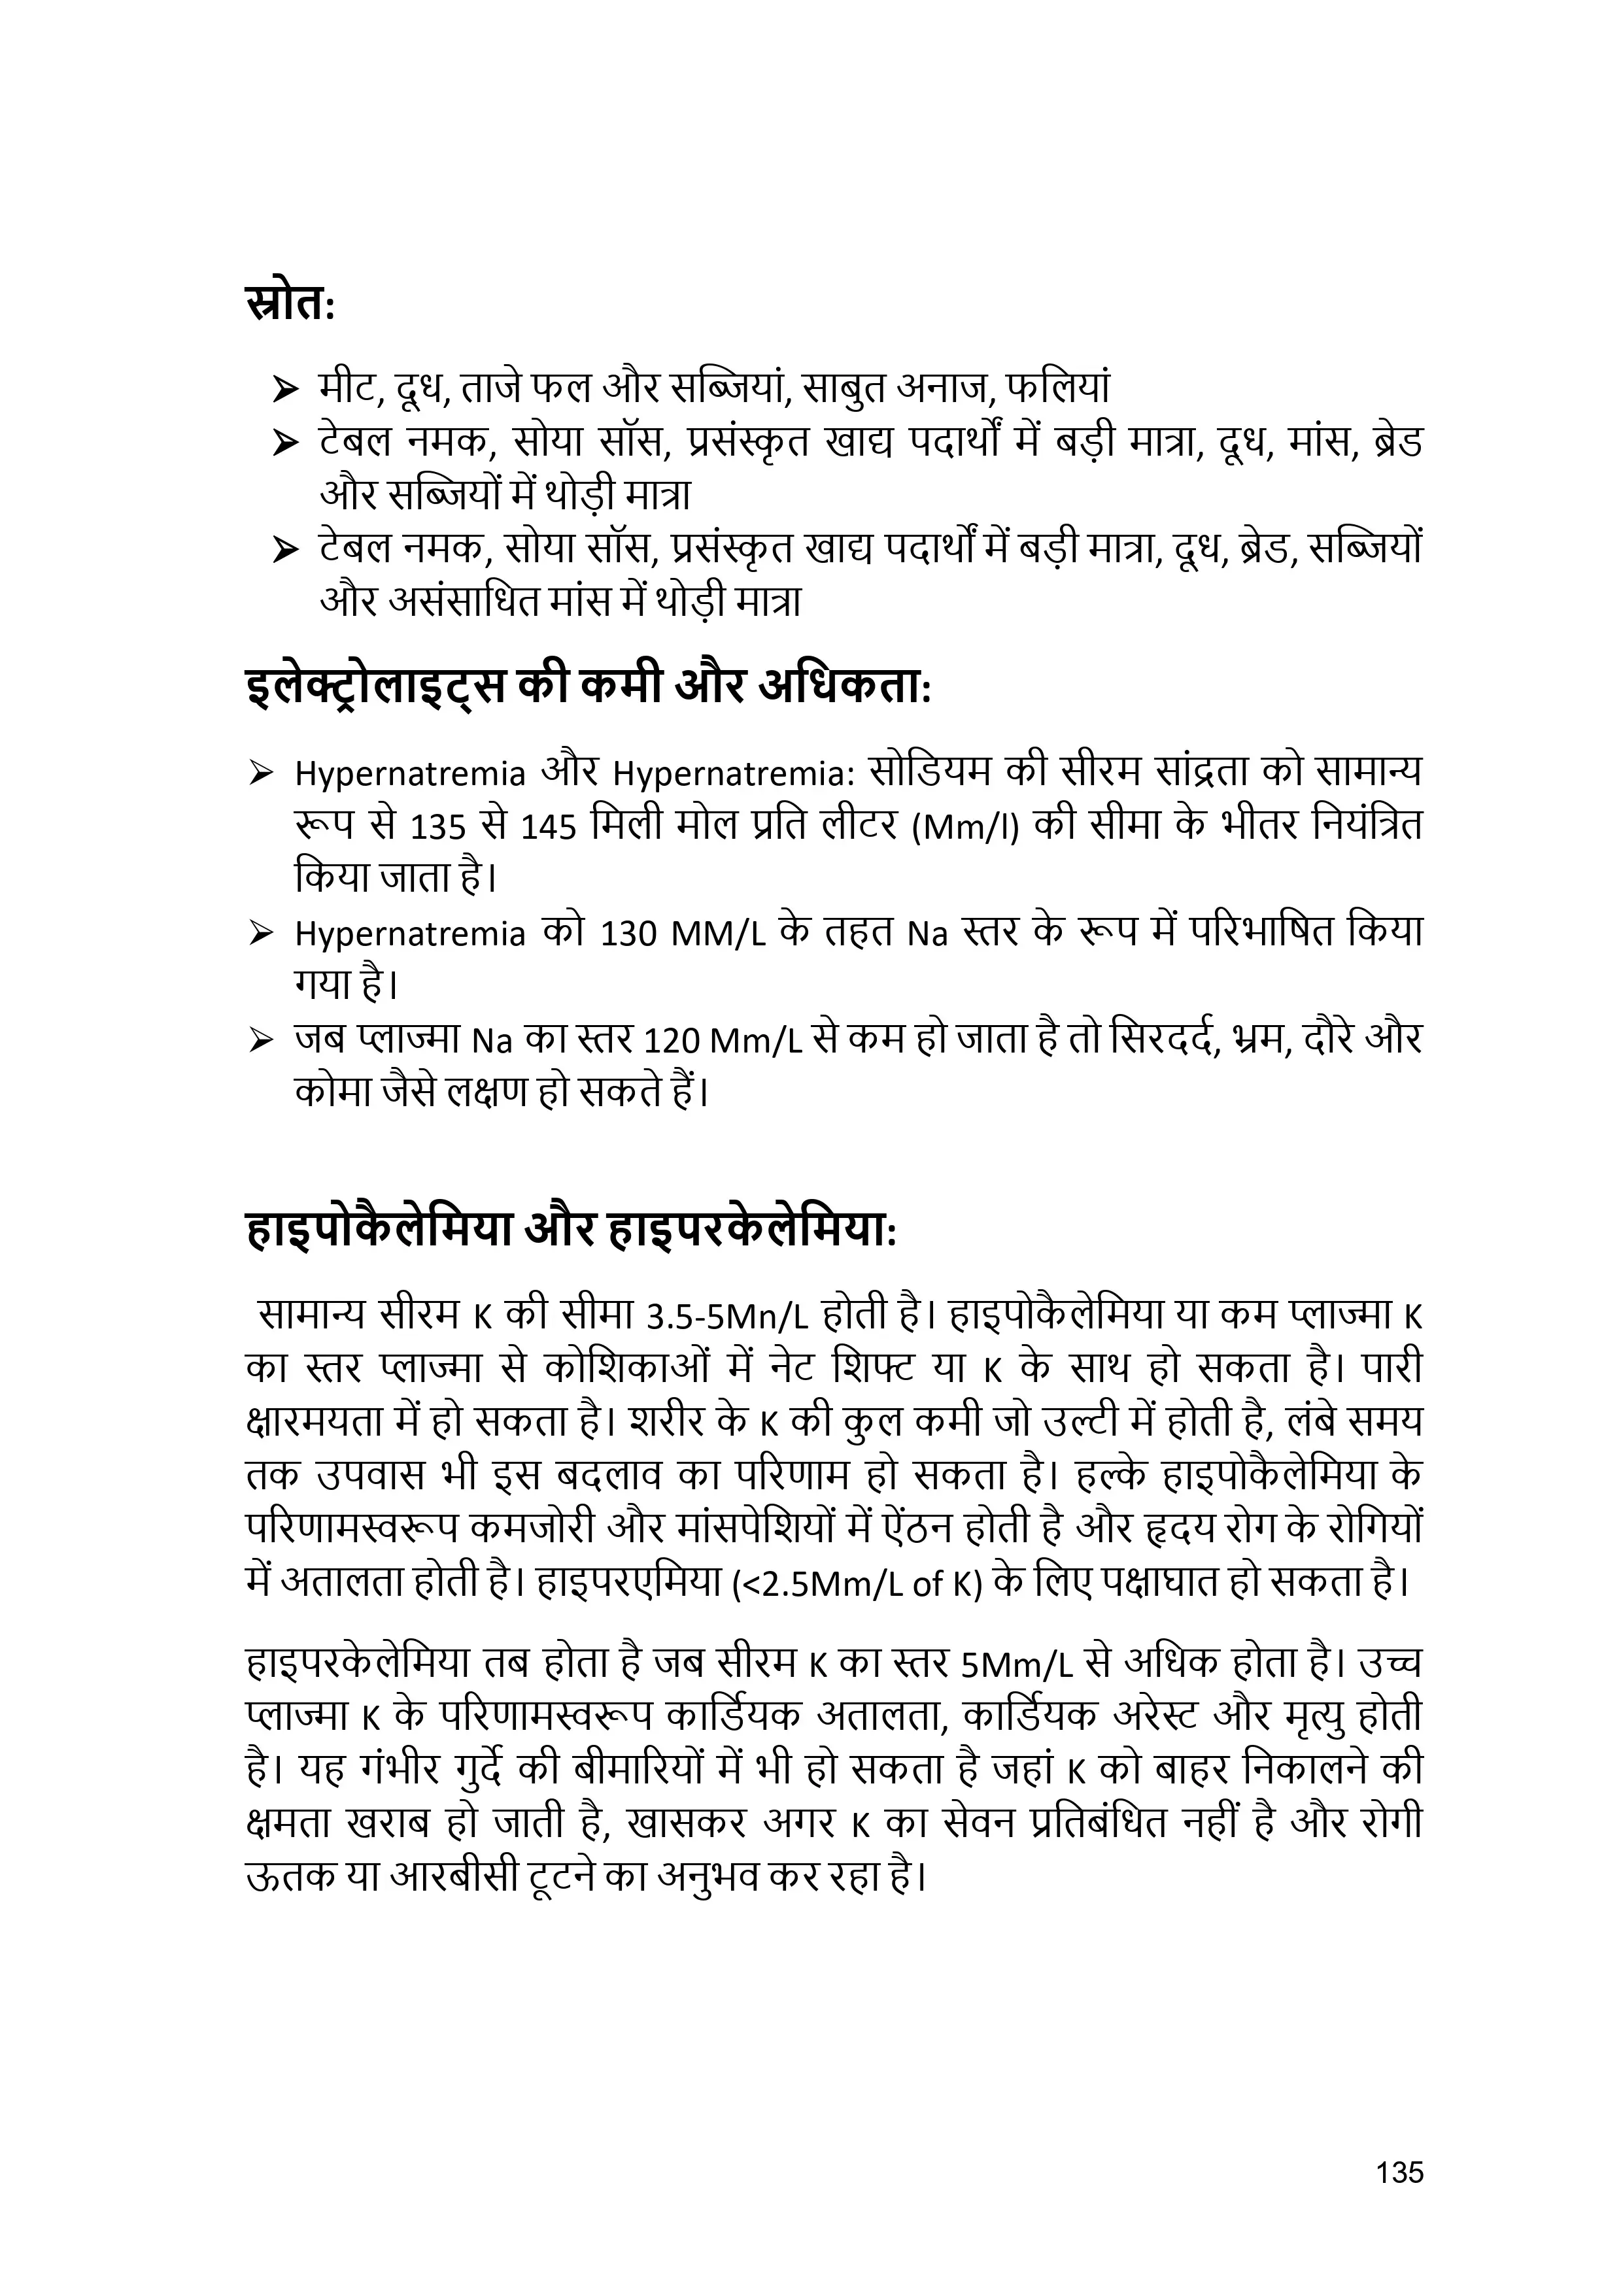 स्रोत:
➢ मीट, दूध, ताजे फल और सब्जियां, साबुत अनाज, फलियां
➢ टेबल नमक, सोया सॉस, प्रसंस्कृत खाद्य पदार्थों में बड़ी मात्रा, दूध, मांस, ब्रेड
और सब्जियों में थोड़ी मात्रा
➢ टेबल नमक, सोया सॉस, प्रसंस्कृत खाद्य पदार्थों में बड़ी मात्रा, दूध, ब्रेड, सब्जियों
और असंसाधित मांस में थोड़ी मात्रा
इलेक्ट्रोलाइट्स की कमी और अधिकता:
➢ Hypernatremia और Hypernatremia: सोडियम की सीरम सांद्रता को सामान्य
रूप से 135 से 145 मिली मोल प्रति लीटर (Mm/l) की सीमा के भीतर नियंत्रित
किया जाता है।
➢ Hypernatremia को 130 MM/L के तहत Na स्तर के रूप में परिभाषित किया
गया है।
➢ जब प्लाज्मा Na का स्तर 120 Mm/L से कम हो जाता है तो सिरदर्द, भ्रम, दौरे और
कोमा जैसे लक्षण हो सकते हैं।
हाइपोकैलेमिया और हाइपरकेलेमिया:
सामान्य सीरम K की सीमा 3.5-5Mn/L होती है। हाइपोकैलेमिया या कम प्लाज्मा K
का स्तर प्लाज्मा से कोशिकाओं में नेट शिफ्ट या K के साथ हो सकता है। पारी
क्षारमयता में हो सकता है। शरीर के K की कुल कमी जो उल्टी में होती है, लंबे समय
तक उपवास भी इस बदलाव का परिणाम हो सकता है। हल्के हाइपोकैलेमिया के
परिणामस्वरूप कमजोरी और मांसपेशियों में ऐंठन होती है और हृदय रोग के रोगियों
में अतालता होती है। हाइपरएमिया (<2.5Mm/L of K) के लिए पक्षाघात हो सकता है।
हाइपरकेलेमिया तब होता है जब सीरम K का स्तर 5Mm/L से अधिक होता है। उच्च
प्लाज्मा K के परिणामस्वरूप कार्डियक अतालता, कार्डियक अरेस्ट और मृत्यु होती
है। यह गंभीर गुर्दे की बीमारियों में भी हो सकता है जहां K को बाहर निकालने की
क्षमता खराब हो जाती है, खासकर अगर K का सेवन प्रतिबंधित नहीं है और रोगी
ऊतक या आरबीसी टूटने का अनुभव कर रहा है।
135